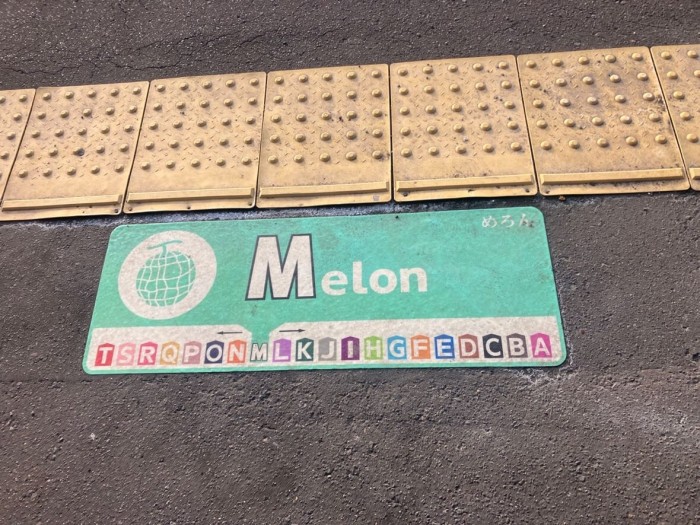 めろん
Melon
← →
TSRQPONMLKJIHGFEDCBA